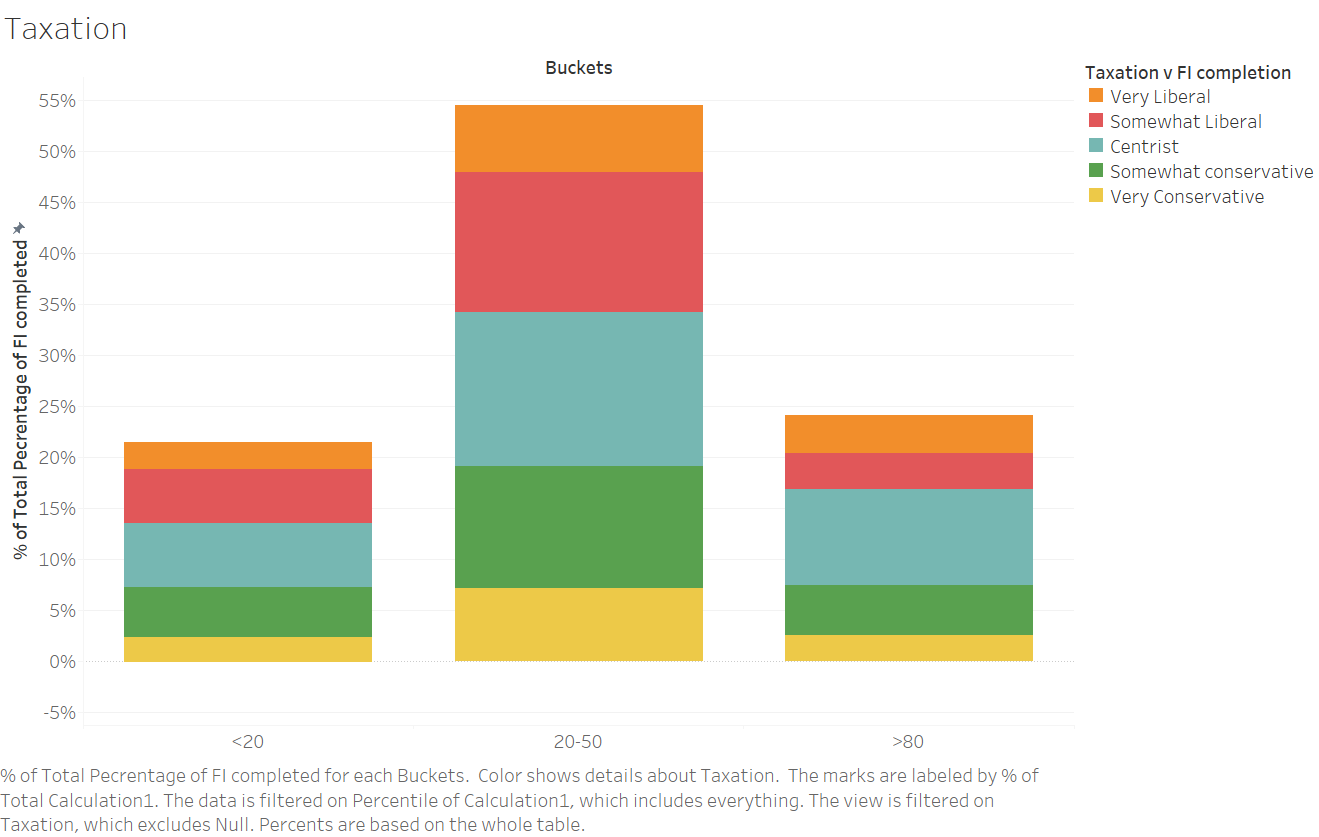 Taxation
Buckets
Taxation v FI completion
Very Liberal
Somewhat Liberal
Centrist
Somewhat conservative
Very Conservative
% of Total Pecrentage of FI completed
55%
50%
45%
40%
35%
30%
25%
20%
15%
10%
5%
0%
-5%
<20
20-50
>80
% of Total Pecrentage of FI completed for each Buckets. Color shows details about Taxation. The marks are labeled by % of
Total Calculation1. The data is filtered on Percentile of Calculation1, which includes everything. The view is filtered on
Taxation, which excludes Null. Percents are based on the whole table.